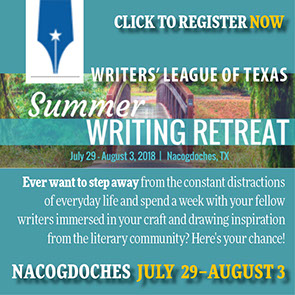 CLICK TO REGISTER NOW
WRITERS' LEAGUE OF TEXAS
Summer
WRITING RETREAT
July 29 - August 3, 2018 | Nacogdoches, TX
Ever want to step away from the constant distractions
of everyday life and spend a week with your fellow
writers immersed in your craft and drawing inspiration
from the literary community? Here's your chance!
NACOGDOCHES JULY 29–AUGUST 3